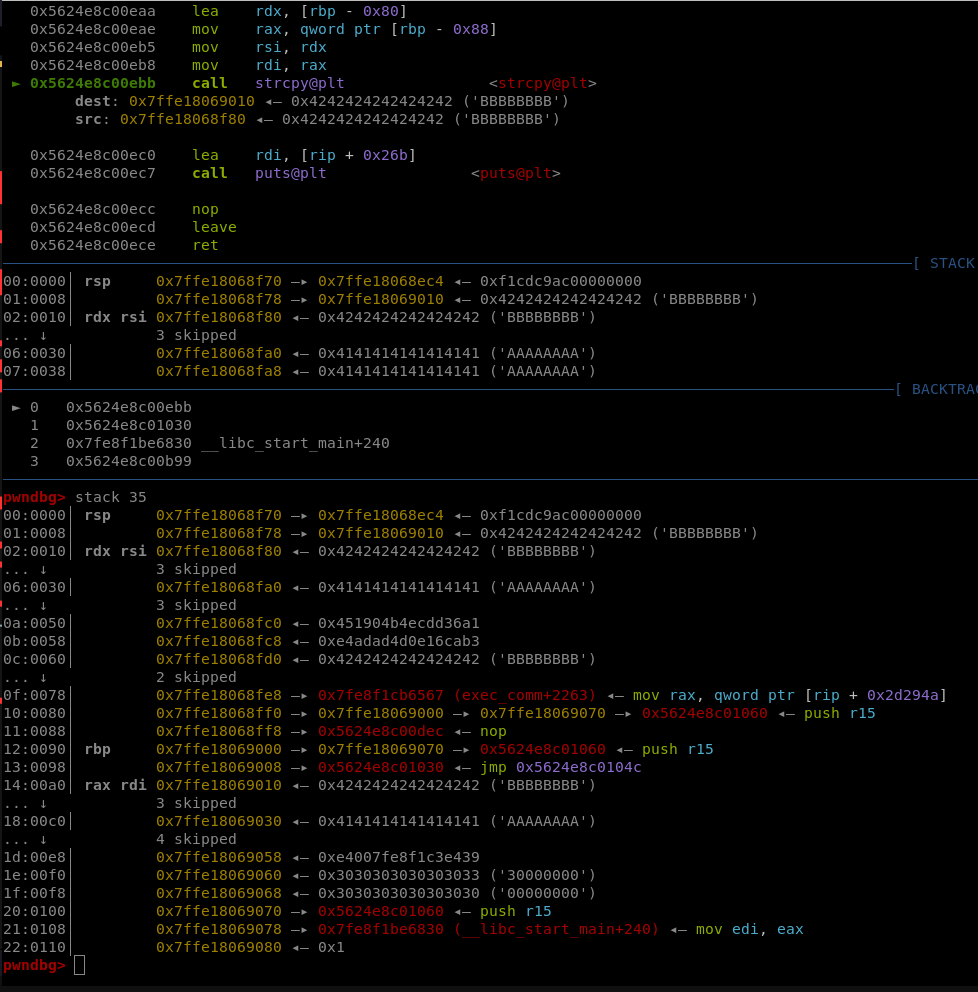 0x5624e8c00eaa    lea    rdx, [rbp - 0x80]
0x5624e8c00eae    mov    rax, qword ptr [rbp - 0x88]
0x5624e8c00eb5    mov    rsi, rdx
0x5624e8c00eb8    mov    rdi, rax
► 0x5624e8c00ebb    call   strcpy@plt                <strcpy@plt>
dest: 0x7ffe18069010 ◂— 0x4242424242424242 ('BBBBBBBB')
src: 0x7ffe18068f80 ◂— 0x4242424242424242 ('BBBBBBBB')
0x5624e8c00ec0    lea    rdi, [rip + 0x26b]
0x5624e8c00ec7    call   puts@plt                <puts@plt>
0x5624e8c00ecc    nop
0x5624e8c00ecd    leave
0x5624e8c00ece    ret
[ STACK
00:0000│ rsp     0x7ffe18068f70 —▸ 0x7ffe18068ec4 ◂— 0xf1cdc9ac00000000
01:0008│         0x7ffe18068f78 —▸ 0x7ffe18069010 ◂— 0x4242424242424242 ('BBBBBBBB')
02:0010│ rdx rsi 0x7ffe18068f80 ◂— 0x4242424242424242 ('BBBBBBBB')
... ↓            3 skipped
06:0030│         0x7ffe18068fa0 ◂— 0x4141414141414141 ('AAAAAAAA')
07:0038│         0x7ffe18068fa8 ◂— 0x4141414141414141 ('AAAAAAAA')
[ BACKTRAC
► 0   0x5624e8c00ebb
1   0x5624e8c01030
2   0x7fe8f1be6830 __libc_start_main+240
3   0x5624e8c00b99
pwndbg> stack 35
00:0000│ rsp     0x7ffe18068f70 —▸ 0x7ffe18068ec4 ◂— 0xf1cdc9ac00000000
01:0008│         0x7ffe18068f78 —▸ 0x7ffe18069010 ◂— 0x4242424242424242 ('BBBBBBBB')
02:0010│ rdx rsi 0x7ffe18068f80 ◂— 0x4242424242424242 ('BBBBBBBB')
... ↓            3 skipped
06:0030│         0x7ffe18068fa0 ◂— 0x4141414141414141 ('AAAAAAAA')
... ↓            3 skipped
0a:0050│         0x7ffe18068fc0 ◂— 0x451904b4ecdd36a1
0b:0058│         0x7ffe18068fc8 ◂— 0xe4adad4d0e16cab3
0c:0060│         0x7ffe18068fd0 ◂— 0x4242424242424242 ('BBBBBBBB')
... ↓            2 skipped
0f:0078│         0x7ffe18068fe8 —▸ 0x7fe8f1cb6567 (exec_comm+2263) ◂— mov rax, qword ptr [rip + 0x2d294a]
10:0080│         0x7ffe18068ff0 —▸ 0x7ffe18069000 —▸ 0x7ffe18069070 —▸ 0x5624e8c01060 ◂— push r15
11:0088│         0x7ffe18068ff8 —▸ 0x5624e8c00dec ◂— nop
12:0090│ rbp     0x7ffe18069000 —▸ 0x7ffe18069070 —▸ 0x5624e8c01060 ◂— push r15
13:0098│         0x7ffe18069008 —▸ 0x5624e8c01030 ◂— jmp 0x5624e8c0104c
14:00a0│ rax rdi 0x7ffe18069010 ◂— 0x4242424242424242 ('BBBBBBBB')
... ↓            3 skipped
18:00c0│         0x7ffe18069030 ◂— 0x4141414141414141 ('AAAAAAAA')
... ↓            4 skipped
1d:00e8│         0x7ffe18069058 ◂— 0xe4007fe8f1c3e439
1e:00f0│         0x7ffe18069060 ◂— 0x3030303030303033 ('30000000')
1f:00f8│         0x7ffe18069068 ◂— 0x3030303030303030 ('00000000')
20:0100│         0x7ffe18069070 —▸ 0x5624e8c01060 ◂— push r15
21:0108│         0x7ffe18069078 —▸ 0x7fe8f1be6830 (__libc_start_main+240) ◂— mov edi, eax
22:0110│         0x7ffe18069080 ◂— 0x1
pwndbg>